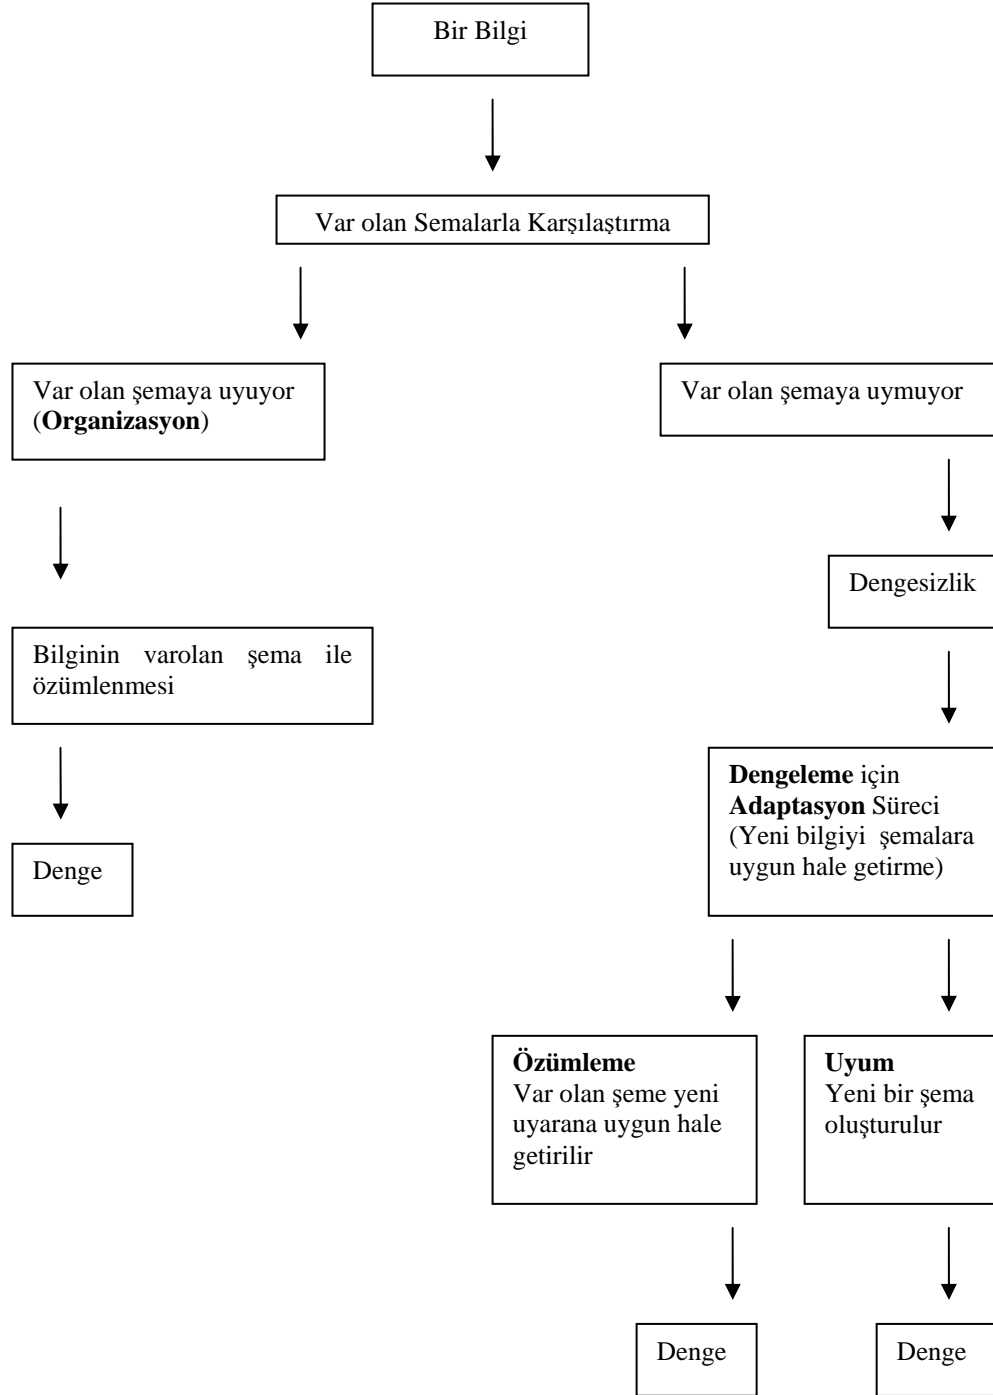 Bir Bilgi
Var olan Semalarla Karşılaştırma
Var olan şemaya uyuyor
(Organizasyon)
Var olan şemaya uymuyor
Dengesizlik
Bilginin varolan şema ile
özümlenmesi
Dengeleme için
Adaptasyon Süreci
(Yeni bilgiyi şemalara
uygun hale getirme)
Denge
Özümleme
Var olan şeme yeni
uyarana uygun hale
getirilir
Uyum
Yeni bir şema
oluşturulur
Denge
Denge